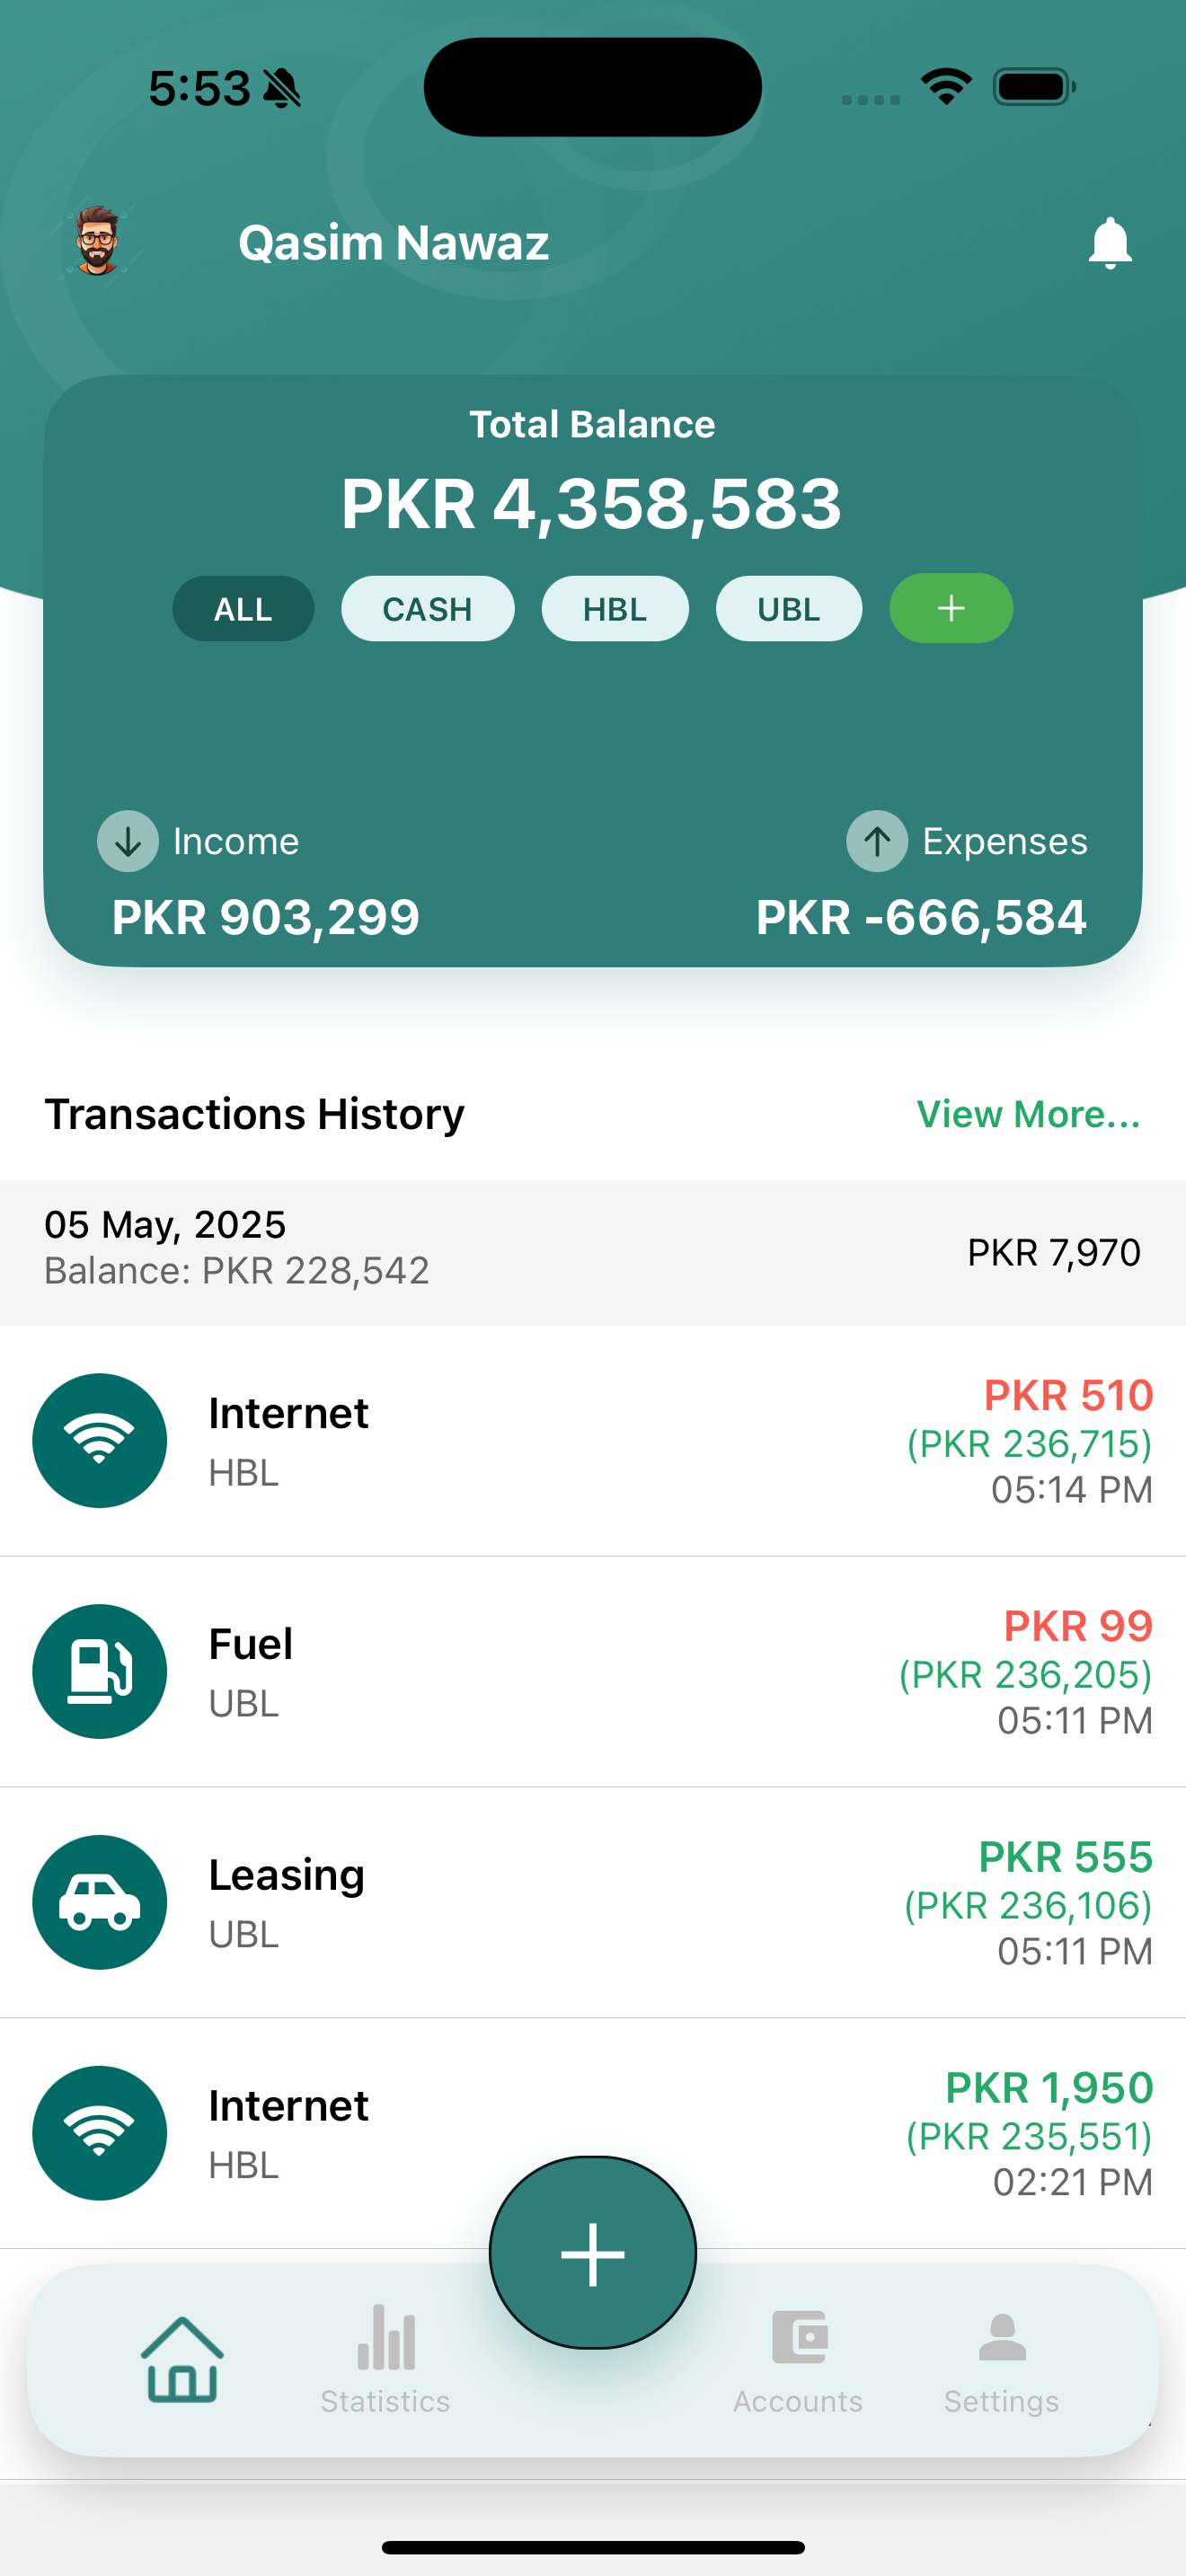 5:53
Qasim Nawaz
Total Balance
PKR 4,358,583
ALL CASH HBL UBL +
Income Expenses
PKR 903,299 PKR -666,584
Transactions History View More...
05 May, 2025
Balance: PKR 228,542
PKR 7,970
Internet
HBL
PKR 510
(PKR 236,715)
05:14 PM
Fuel
UBL
PKR 99
(PKR 236,205)
05:11 PM
Leasing
UBL
PKR 555
(PKR 236,106)
05:11 PM
Internet
HBL
PKR 1,950
(PKR 235,551)
02:21 PM
+
Statistics Accounts Settings